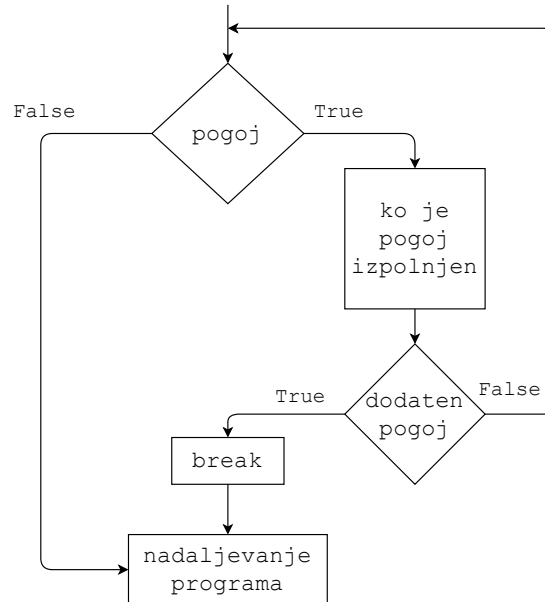 False
True
pogoj
ko je
pogoj
izpolnjen
True
False
dodaten
pogoj
break
nadaljevanje
programa